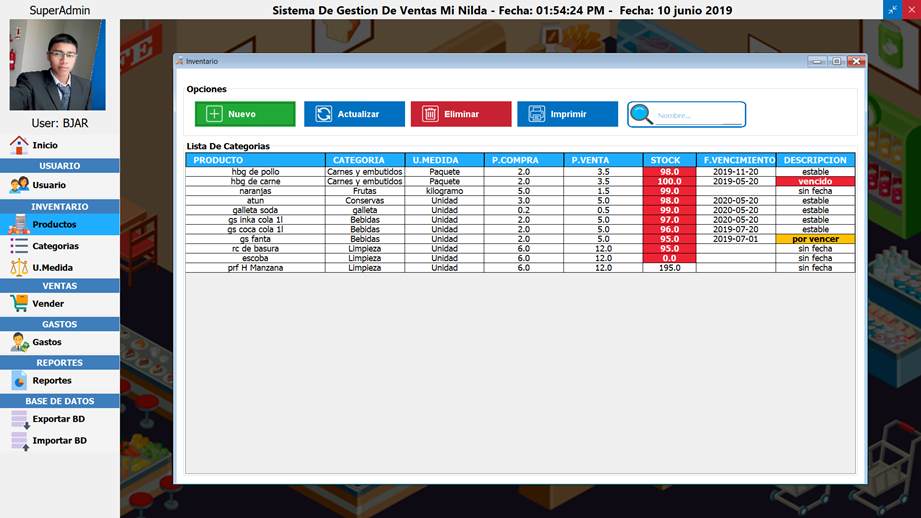 SuperAdmin
Sistema De Gestion De Ventas Mi Nilda - Fecha: 01:54:24 PM - Fecha: 10 junio 2019
User: BJAR
Inicio
USUARIO
Usuario
INVENTARIO
Productos
Categorias
U.Medida
VENTAS
Vender
GASTOS
Gastos
REPORTES
Reportes
BASE DE DATOS
Exportar BD
Importar BD
Inventario
Opciones
Nuevo Actualizar Eliminar Imprimir Nombre...
Lista De Categorias
PRODUCTO CATEGORIA U.MEDIDA P.COMPRA P.VENTA STOCK F.VENCIMIENTO DESCRIPCION
hbg de pollo Carnes y embutidos Paquete 2.0 3.5 98.0 2019-11-20 estable
hbg de carne Carnes y embutidos Paquete 2.0 3.5 100.0 2019-05-20 vencido
naranjas Frutas kilogramo 5.0 1.5 99.0 sin fecha
atun Conservas Unidad 3.0 5.0 98.0 2020-05-20 estable
galleta soda galleta Unidad 0.2 0.5 99.0 2020-05-20 estable
gs inka cola 1l Bebidas Unidad 2.0 5.0 97.0 2020-05-20 estable
gs coca cola 1l Bebidas Unidad 2.0 5.0 96.0 2019-07-20 estable
gs fanta Bebidas Unidad 2.0 5.0 95.0 2019-07-01 por vencer
rc de basura Limpieza Unidad 6.0 12.0 95.0 sin fecha
escoba Limpieza Unidad 6.0 12.0 0.0 sin fecha
prf H Manzana Limpieza Unidad 6.0 12.0 195.0 sin fecha